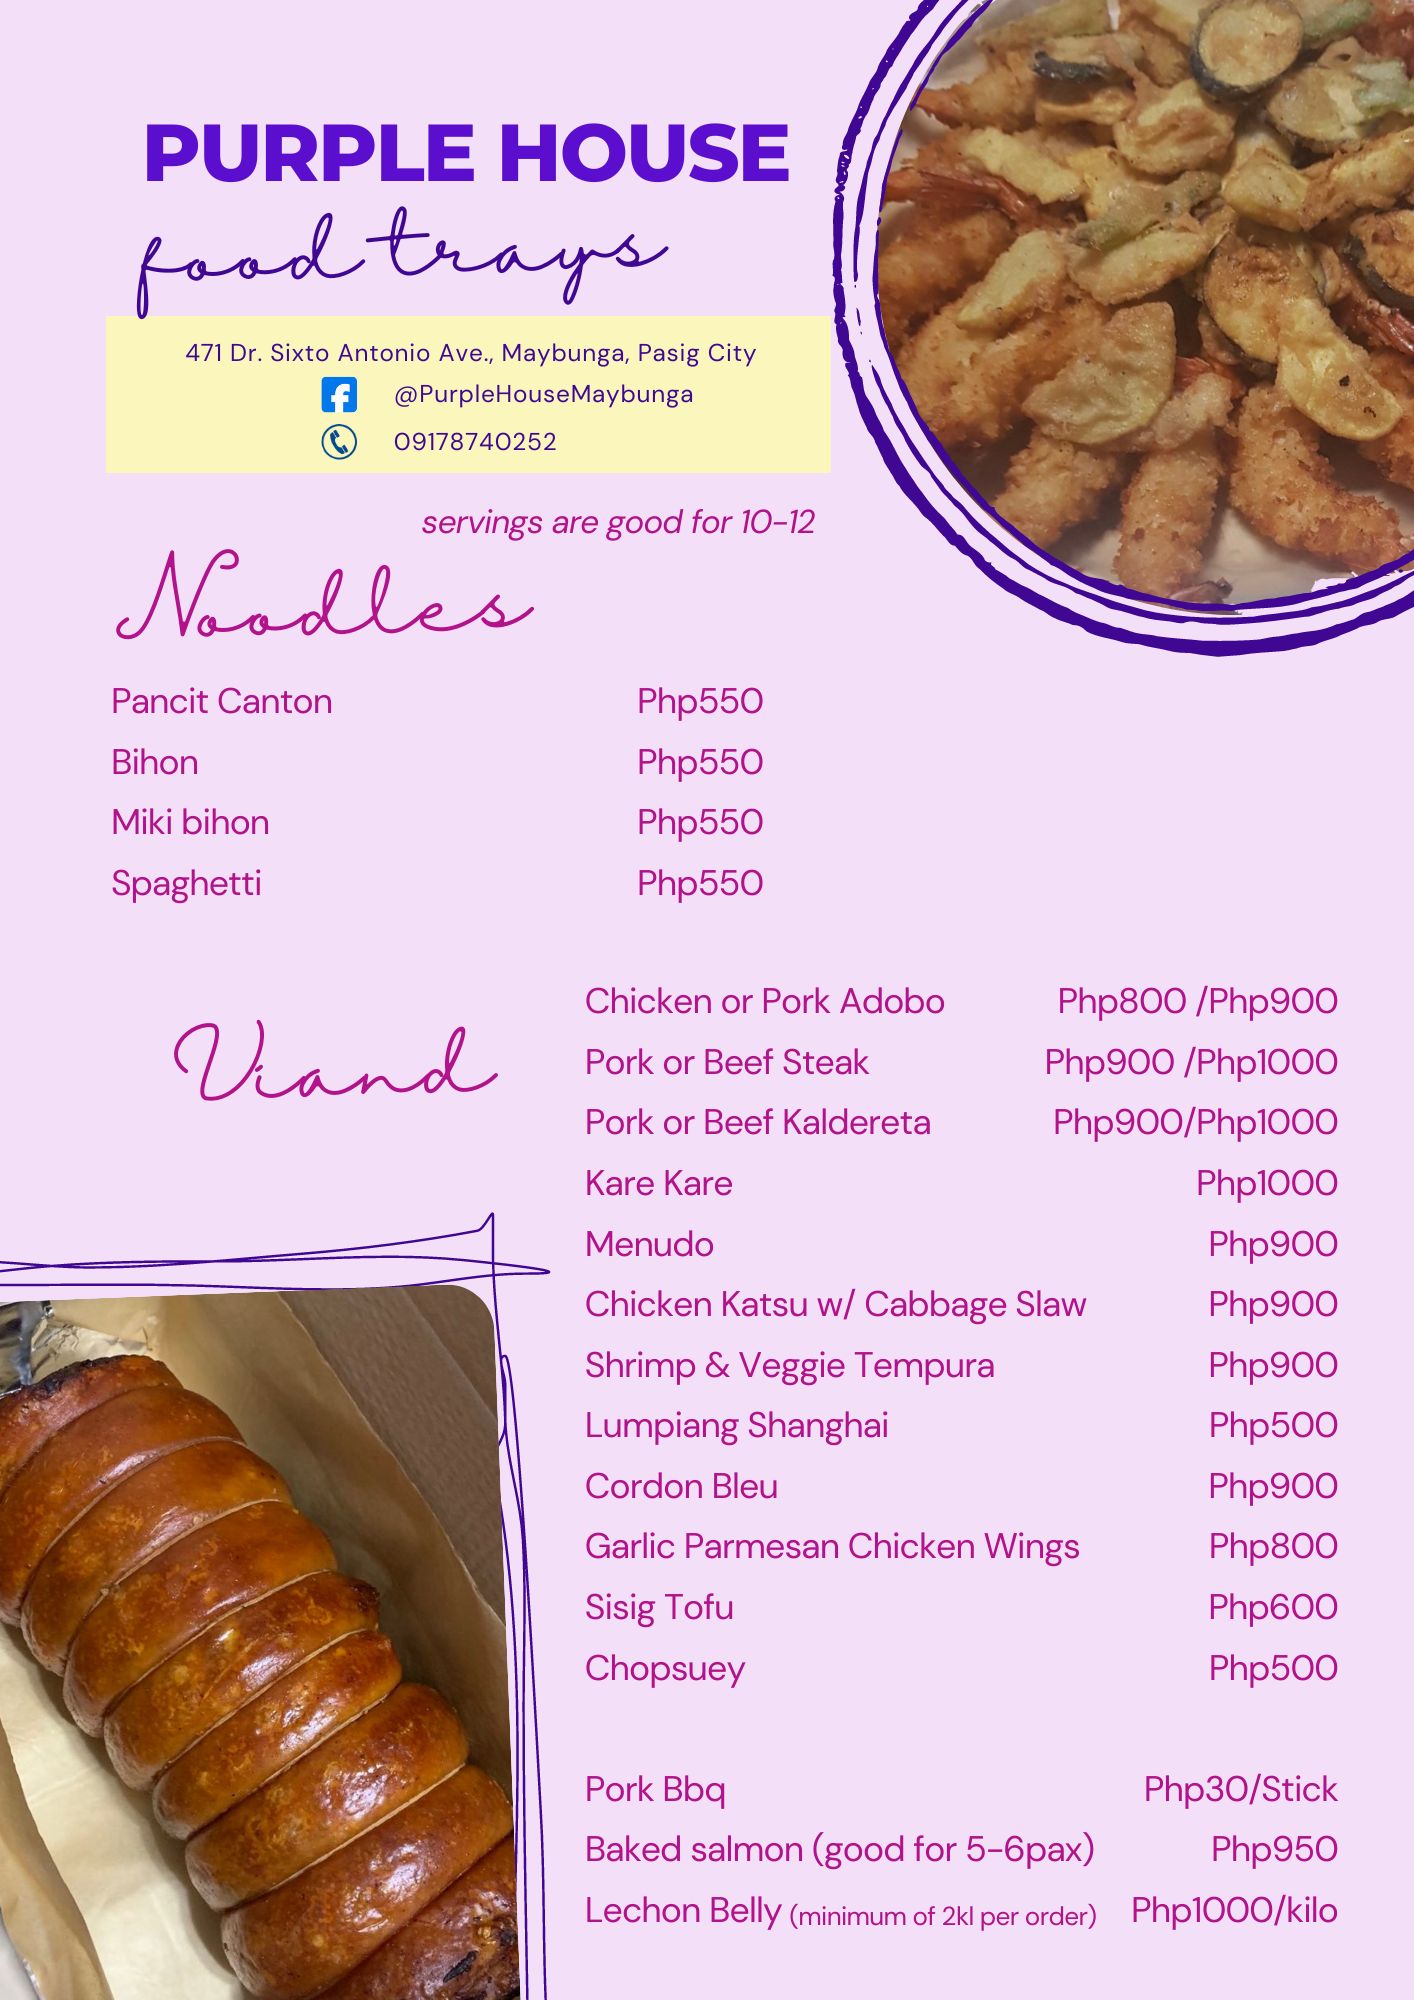 PURPLE HOUSE
food trays
471 Dr. Sixto Antonio Ave., Maybunga, Pasig City
@PurpleHouseMaybunga
09178740252
servings are good for 10-12
Noodles
Pancit Canton Php550
Bihon Php550
Miki bihon Php550
Spaghetti Php550
Viand
Chicken or Pork Adobo Php800 /Php900
Pork or Beef Steak Php900 /Php1000
Pork or Beef Kaldereta Php900/Php1000
Kare Kare Php1000
Menudo Php900
Chicken Katsu w/ Cabbage Slaw Php900
Shrimp & Veggie Tempura Php900
Lumpiang Shanghai Php500
Cordon Bleu Php900
Garlic Parmesan Chicken Wings Php800
Sisig Tofu Php600
Chopsuey Php500
Pork Bbq Php30/Stick
Baked salmon (good for 5-6pax) Php950
Lechon Belly (minimum of 2kl per order) Php1000/kilo